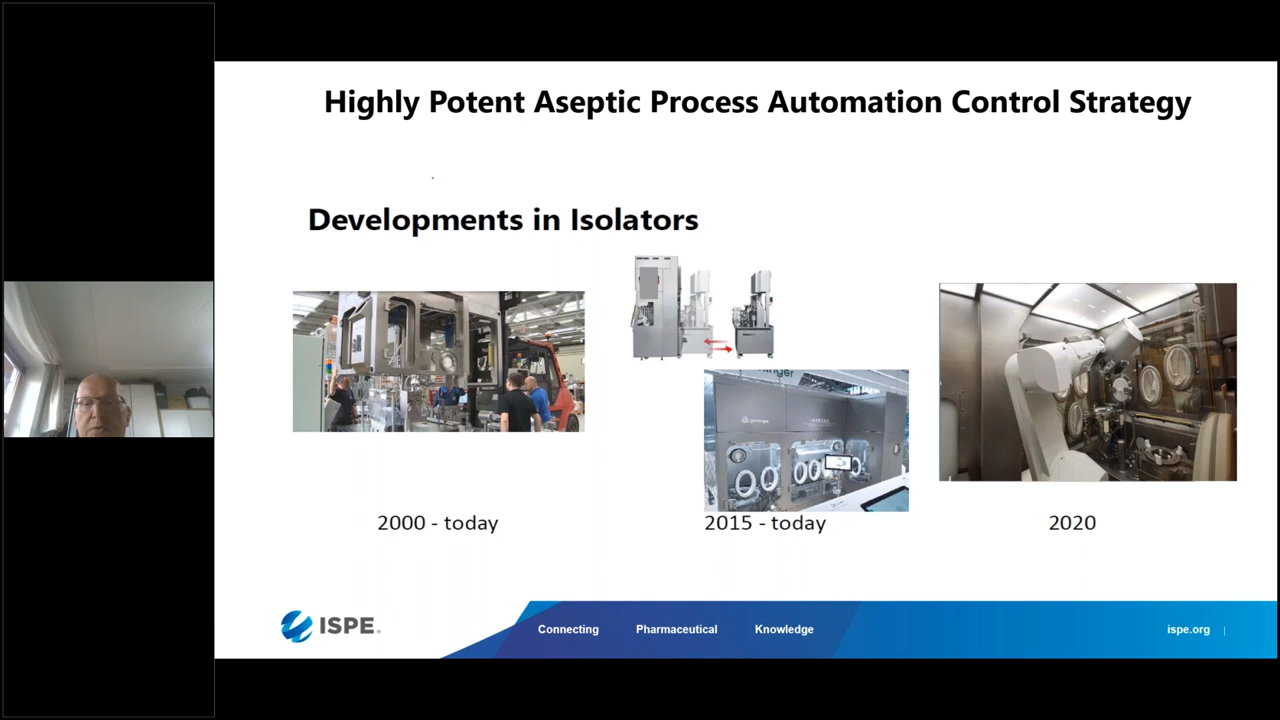 Highly Potent Aseptic Process Automation Control Strategy
Developments in Isolators
2000 - today
2015 - today
2020
ISPE®
Connecting Pharmaceutical Knowledge
ispe.org